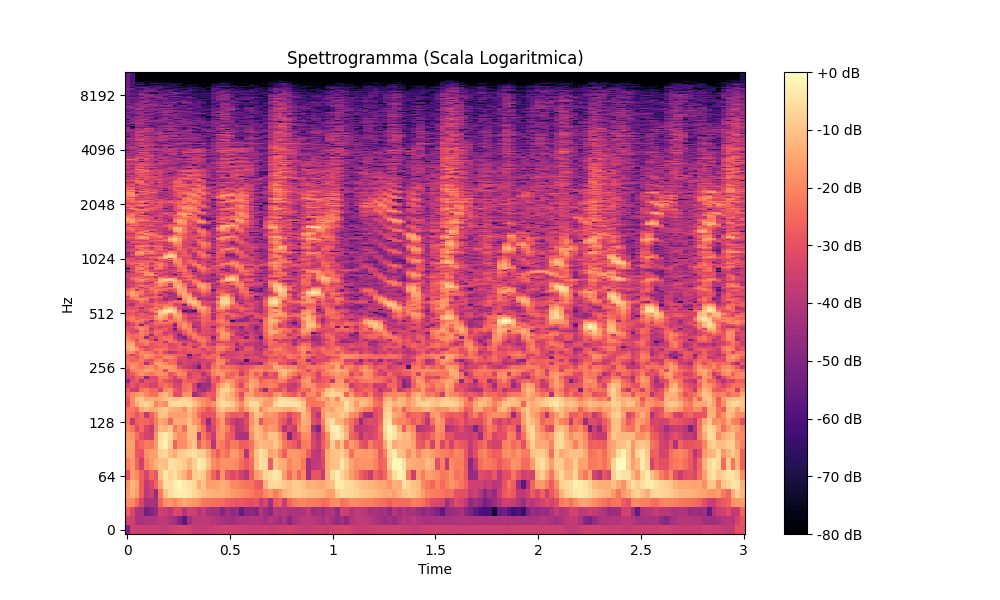 Spettrogramma (Scala Logaritmica)
Hz
8192
4096
2048
1024
512
256
128
64
0
0 0.5 1 1.5 2 2.5 3
Time
+0 dB
-10 dB
-20 dB
-30 dB
-40 dB
-50 dB
-60 dB
-70 dB
-80 dB